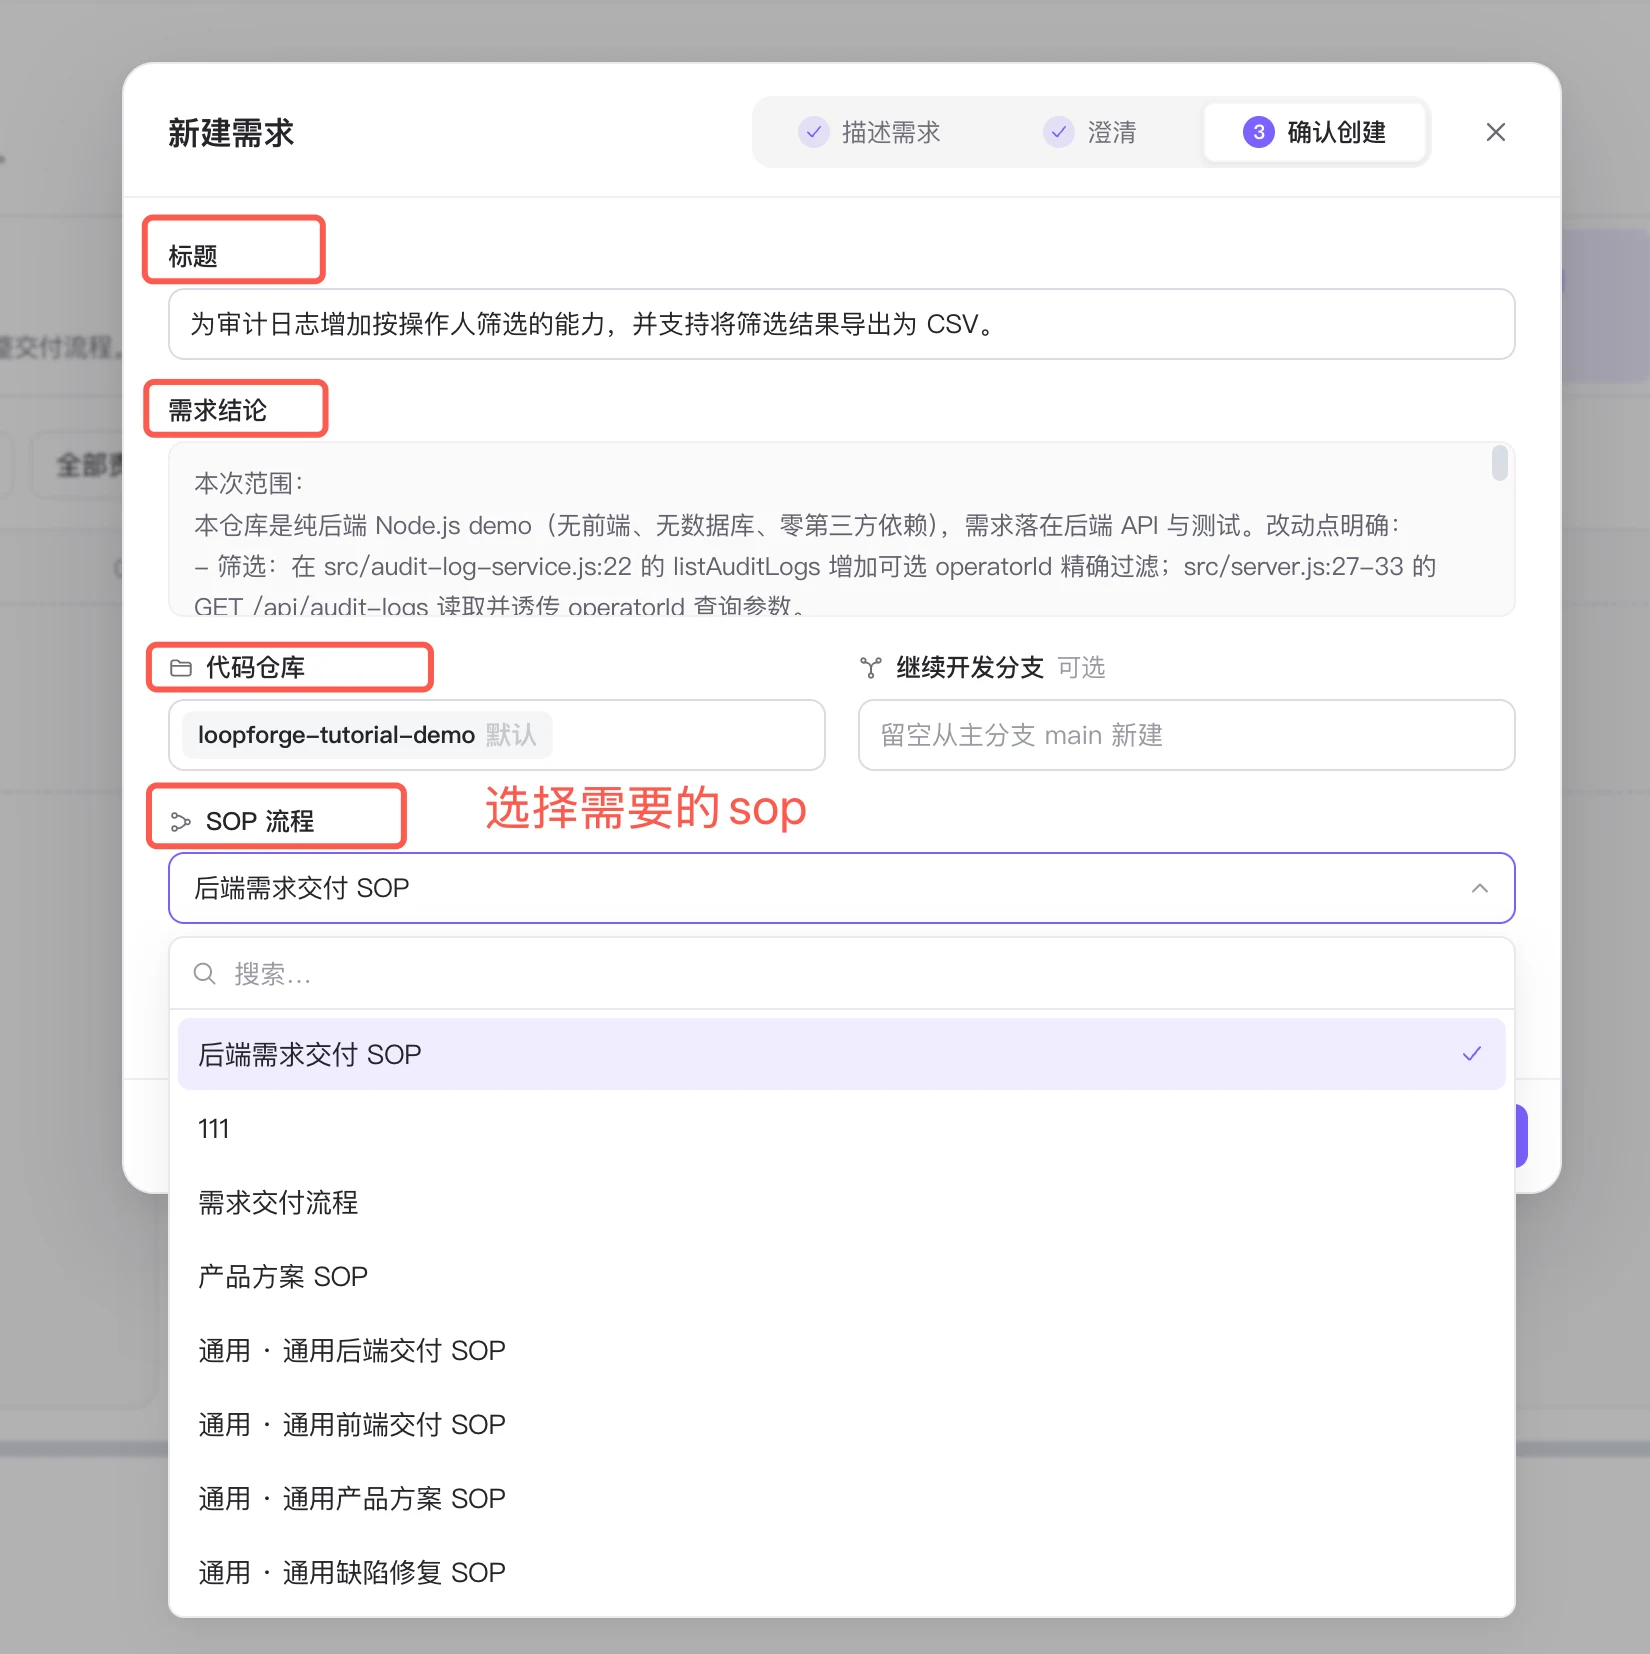 新建需求
描述需求
澄清
3 确认创建
标题
为审计日志增加按操作人筛选的能力，并支持将筛选结果导出为 CSV。
整交付流程。
需求结论
全部
本次范围：
本仓库是纯后端 Node.js demo（无前端、无数据库、零第三方依赖），需求落在后端 API 与测试。改动点明确：
- 筛选：在 src/audit-log-service.js:22 的 listAuditLogs 增加可选 operatorId 精确过滤；src/server.js:27-33 的
GET /api/audit-logs 读取并透传 operatorId 查询参数。
代码仓库
继续开发分支 可选
loopforge-tutorial-demo 默认
留空从主分支 main 新建
SOP 流程
选择需要的sop
后端需求交付 SOP
搜索...
后端需求交付 SOP
111
需求交付流程
产品方案 SOP
通用 · 通用后端交付 SOP
通用 · 通用前端交付 SOP
通用 · 通用产品方案 SOP
通用 · 通用缺陷修复 SOP